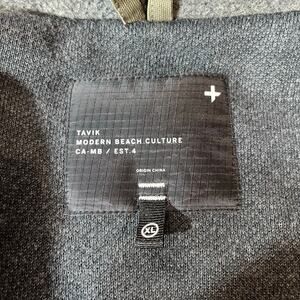 TAVIK
MODERN BEACH CULTURE
CA-MB / EST.4
ORIGIN CHINA
XL